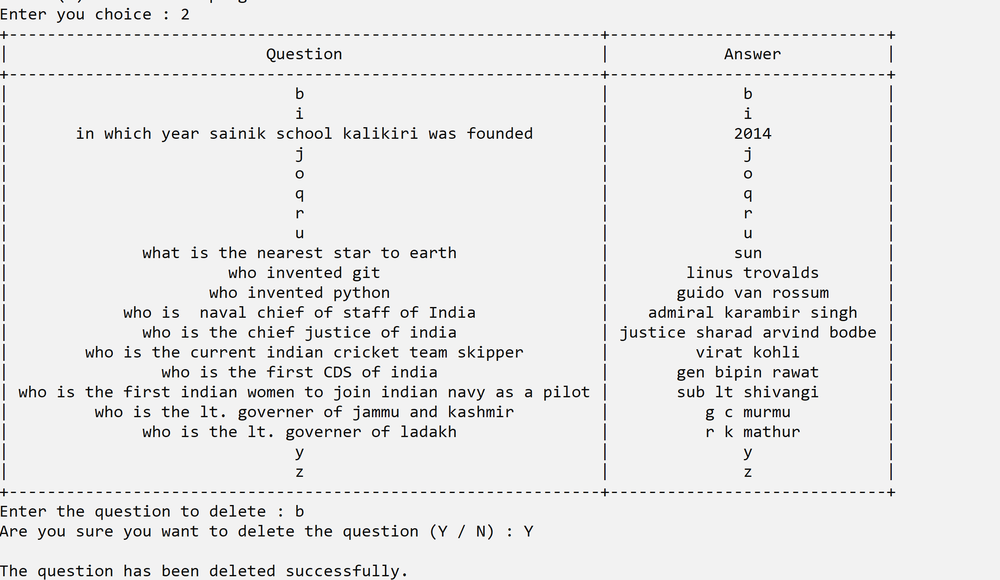 Enter you choice : 2
+--------------------------------------------------------------+-----------------------------+
| Question | Answer |
+--------------------------------------------------------------+-----------------------------+
| b | b |
| i | i |
| in which year sainik school kalikiri was founded | 2014 |
| j | j |
| o | o |
| q | q |
| r | r |
| u | u |
| what is the nearest star to earth | sun |
| who invented git | linus trovalds |
| who invented python | guido van rossum |
| who is  naval chief of staff of India | admiral karambir singh |
| who is the chief justice of india | justice sharad arvind bodbe |
| who is the current indian cricket team skipper | virat kohli |
| who is the first CDS of india | gen bipin rawat |
| who is the first indian women to join indian navy as a pilot | sub lt shivangi |
| who is the lt. governer of jammu and kashmir | g c murmu |
| who is the lt. governer of ladakh | r k mathur |
| y | y |
| z | z |
+--------------------------------------------------------------+-----------------------------+
Enter the question to delete : b
Are you sure you want to delete the question (Y / N) : Y
The question has been deleted successfully.